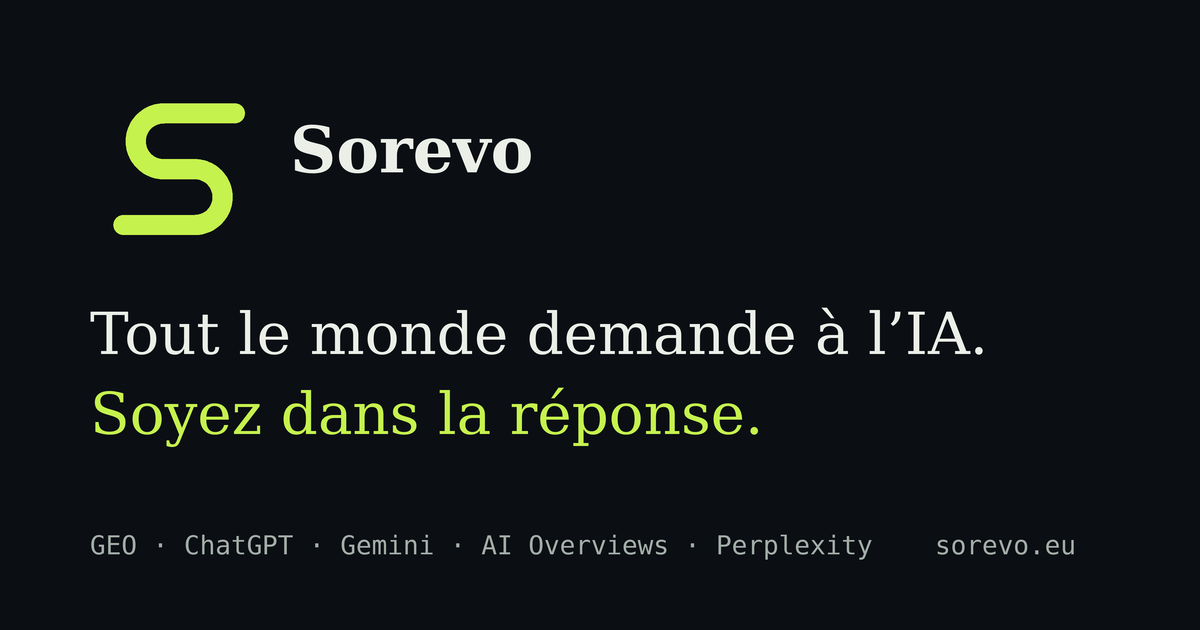 Sorevo
Tout le monde demande à l’IA.
Soyez dans la réponse.
GEO · ChatGPT · Gemini · AI Overviews · Perplexity sorevo.eu